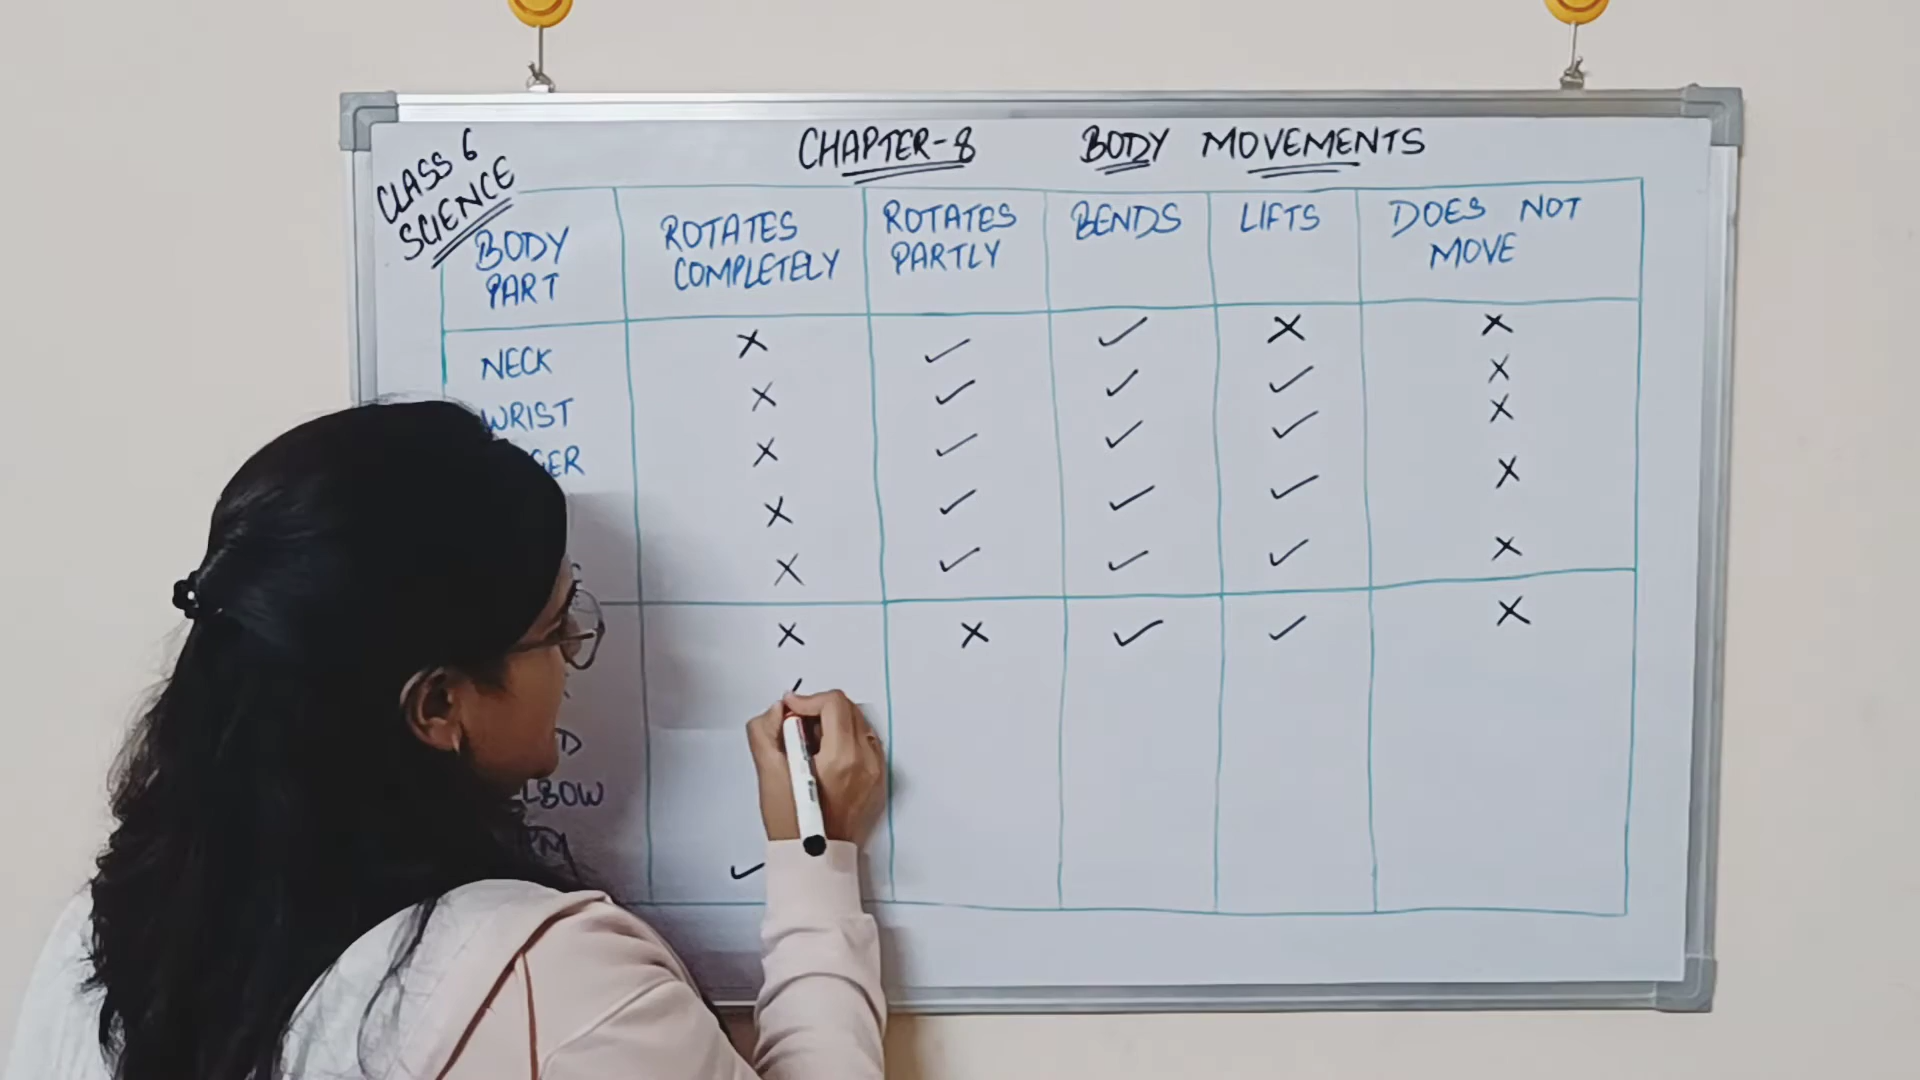 CLASS 6
SCIENCE
CHAPTER-8 BODY MOVEMENTS
BODY
PART
ROTATES
COMPLETELY
ROTATES
PARTLY
BENDS
LIFTS
DOES NOT
MOVE
NECK × ✓ ✓ × ×
WRIST × ✓ ✓ ✓ ×
× ✓ ✓ ✓ ×
× ✓ ✓ ✓ ×
× ✓ ✓ ✓ ×
× × ✓ ✓ ×
✓